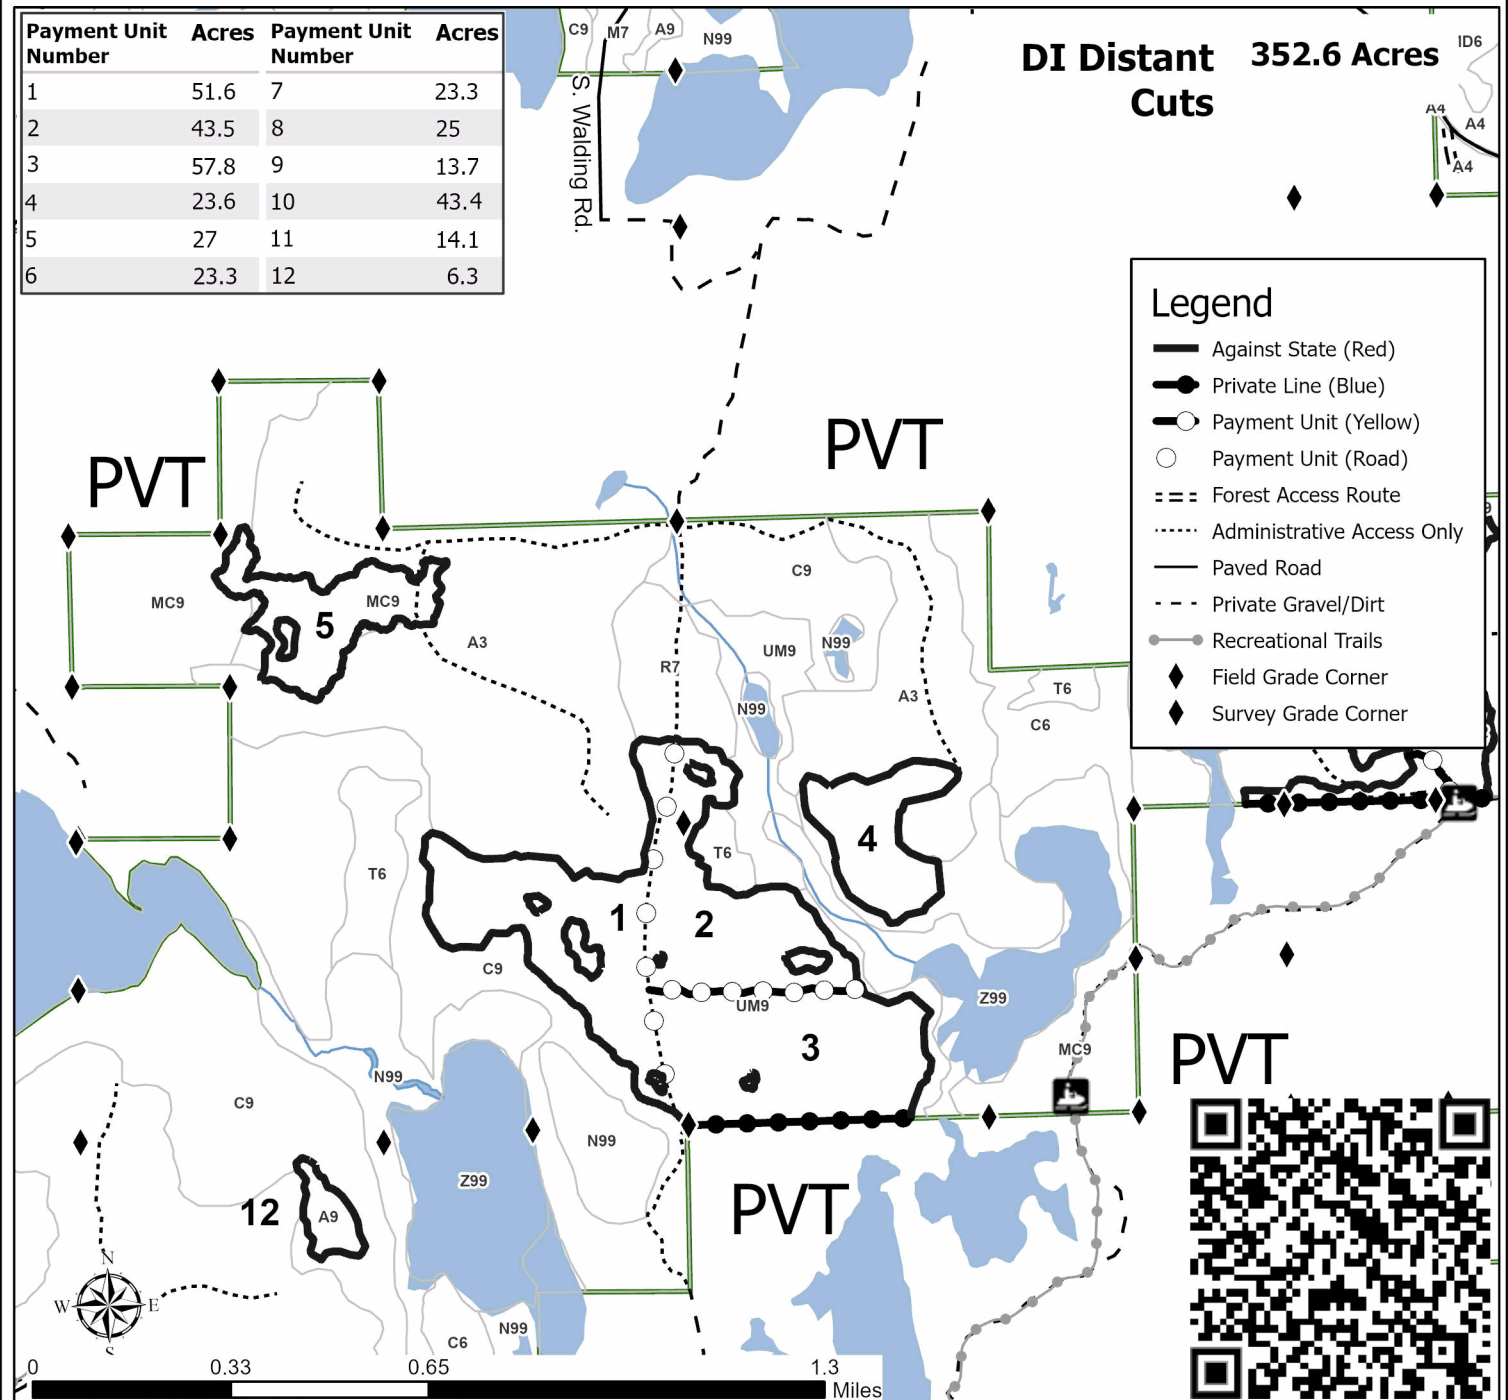 Payment Unit Number Acres Payment Unit Number Acres
1 51.6 7 23.3
2 43.5 8 25
3 57.8 9 13.7
4 23.6 10 43.4
5 27 11 14.1
6 23.3 12 6.3
C9 M7 A9 N99
S. Walding Rd.
DI Distant Cuts
352.6 Acres
ID6
A4
A4
A4
Legend
Against State (Red)
Private Line (Blue)
Payment Unit (Yellow)
Payment Unit (Road)
Forest Access Route
Administrative Access Only
Paved Road
Private Gravel/Dirt
Recreational Trails
Field Grade Corner
Survey Grade Corner
PVT
PVT
MC9
MC9
5
A3
C9
R7
UM9
N99
N99
A3
T6
C6
4
T6
T6
1
2
C9
UM9
3
Z99
MC9
PVT
N99
C9
N99
Z99
12
A9
PVT
N
W E
S
N99
C6
0 0.33 0.65 1.3
Miles